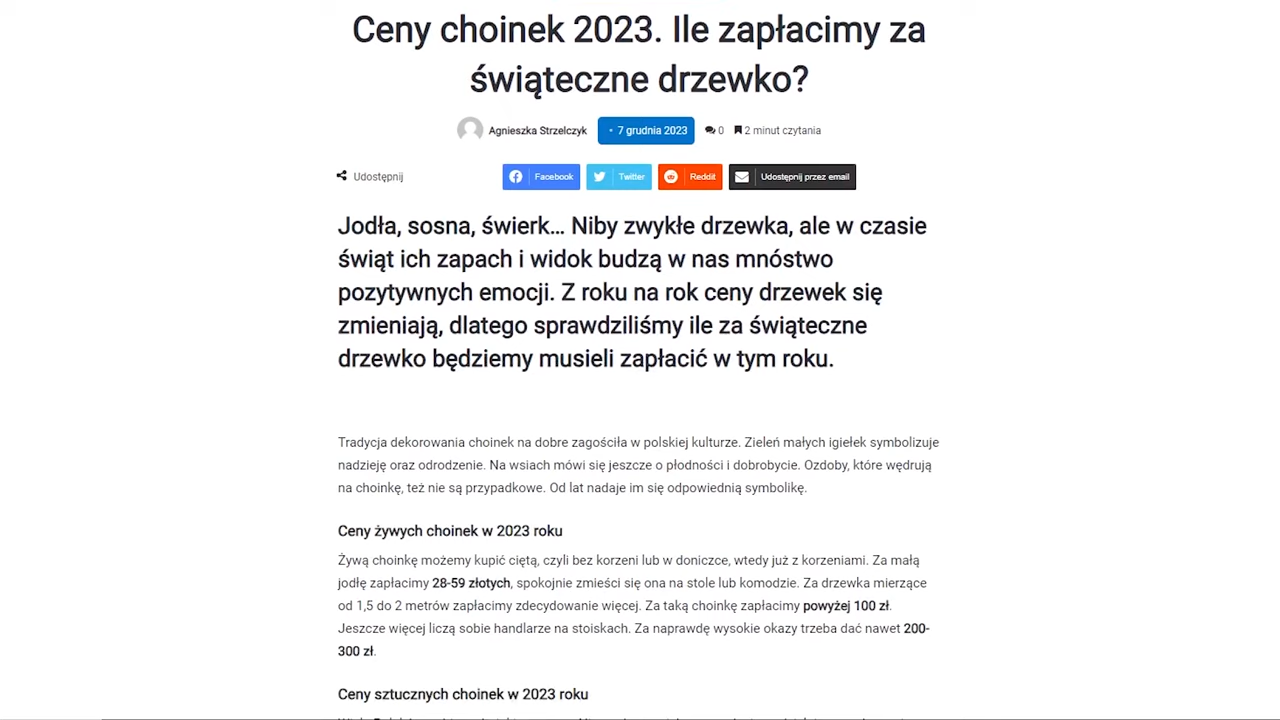 Ceny choinek 2023. Ile zapłacimy za
świąteczne drzewko?
Agnieszka Strzelczyk 7 grudnia 2023 0 2 minut czytania
Udostępnij Facebook Twitter Reddit Udostępnij przez email
Jodła, sosna, świerk... Niby zwykłe drzewka, ale w czasie
świąt ich zapach i widok budzą w nas mnóstwo
pozytywnych emocji. Z roku na rok ceny drzewek się
zmieniają, dlatego sprawdziliśmy ile za świąteczne
drzewko będziemy musieli zapłacić w tym roku.
Tradycja dekorowania choinek na dobre zagościła w polskiej kulturze. Zieleń małych igiełek symbolizuje
nadzieję oraz odrodzenie. Na wsiach mówi się jeszcze o płodności i dobrobycie. Ozdoby, które wędrują
na choinkę, też nie są przypadkowe. Od lat nadaje im się odpowiednią symbolikę.
Ceny żywych choinek w 2023 roku
Żywą choinkę możemy kupić ciętą, czyli bez korzeni lub w doniczce, wtedy już z korzeniami. Za małą
jodłę zapłacimy 28-59 złotych, spokojnie zmieści się ona na stole lub komodzie. Za drzewka mierzące
od 1,5 do 2 metrów zapłacimy zdecydowanie więcej. Za taką choinkę zapłacimy powyżej 100 zł.
Jeszcze więcej liczą sobie handlarze na stoiskach. Za naprawdę wysokie okazy trzeba dać nawet 200-
300 zł.
Ceny sztucznych choinek w 2023 roku